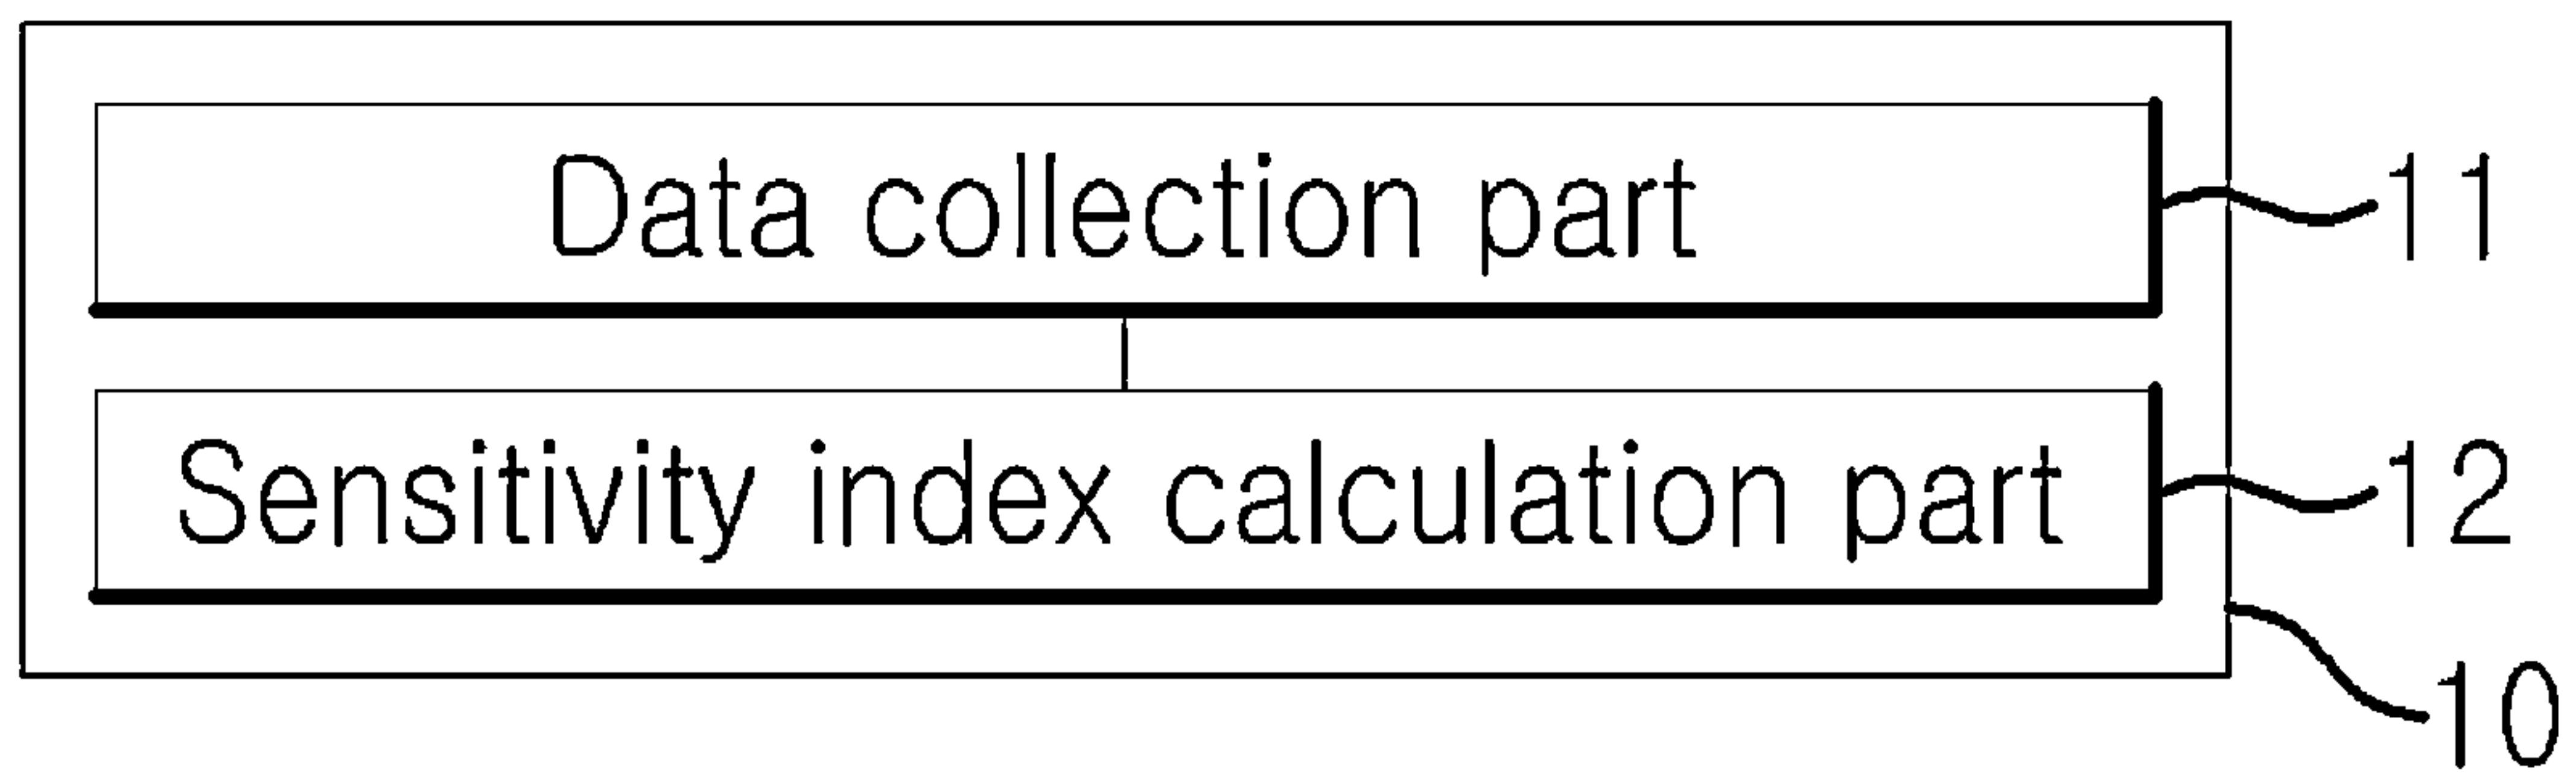 Data collection part 11
Sensitivity index calculation part 12
10